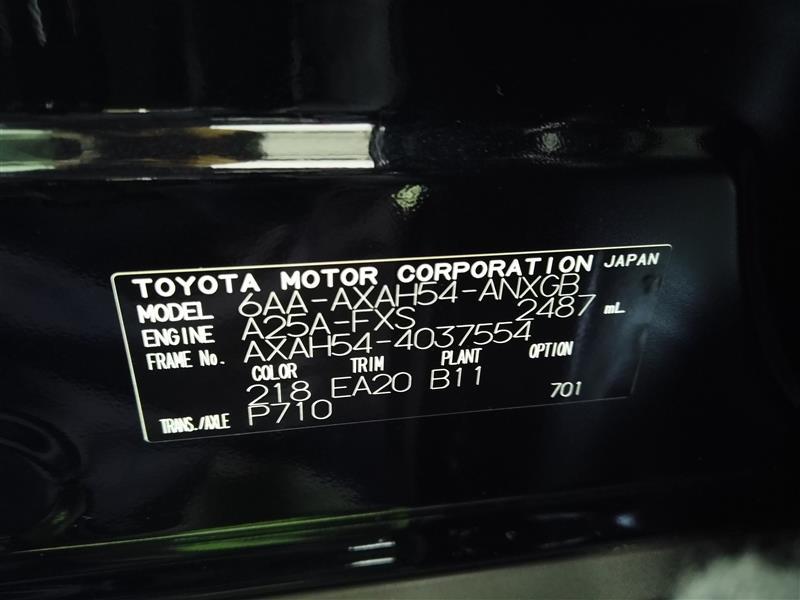 TOYOTA MOTOR CORPORATION JAPAN
MODEL 6AA-AXAH54-ANXGB
ENGINE A25A-FXS 2487 mL
FRAME No. AXAH54-4037554
COLOR TRIM PLANT OPTION
218 EA20 B11 701
TRANS./AXLE P710